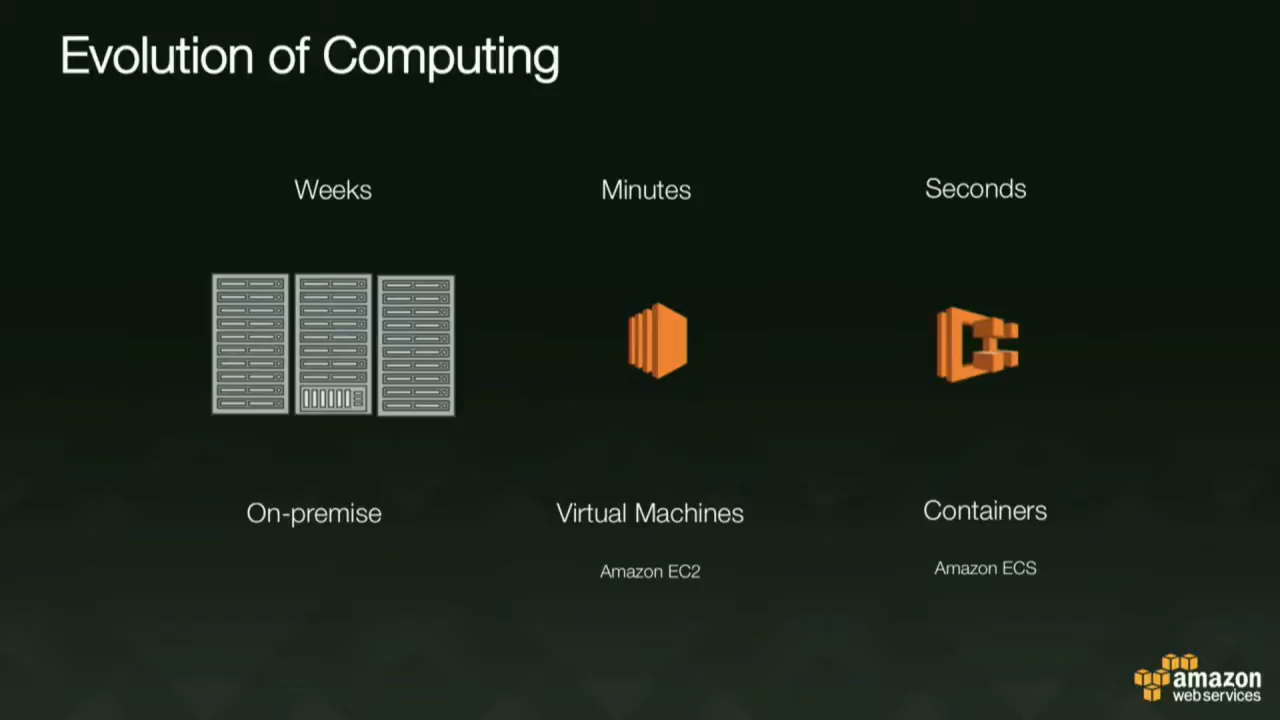 Evolution of Computing
Weeks
Minutes
Seconds
On-premise
Virtual Machines
Containers
Amazon EC2
Amazon ECS
amazon
web services